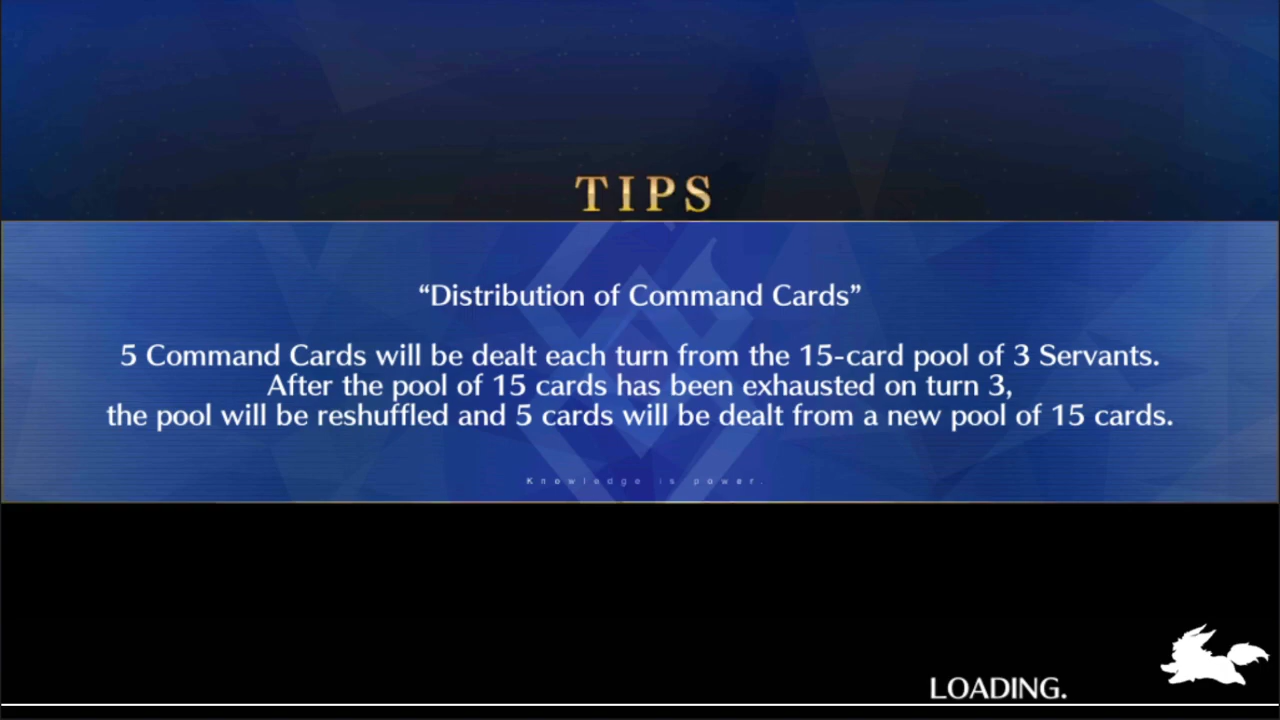 TIPS
“Distribution of Command Cards”
5 Command Cards will be dealt each turn from the 15-card pool of 3 Servants.
After the pool of 15 cards has been exhausted on turn 3,
the pool will be reshuffled and 5 cards will be dealt from a new pool of 15 cards.
Knowledge is power.
LOADING.